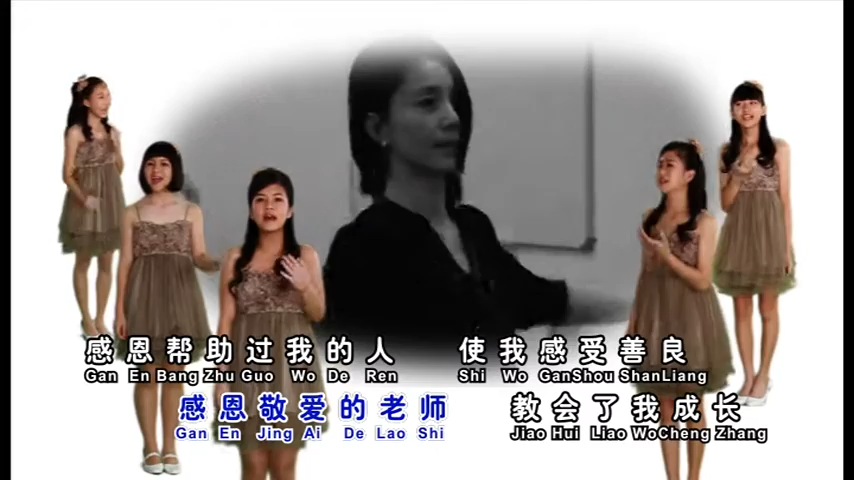 感恩帮助过我的人 使我感受善良
Gan En Bang Zhu Guo Wo De Ren Shi Wo GanShou ShanLiang
感恩敬爱的老师 教会了我成长
Gan En Jing Ai De Lao Shi Jiao Hui Liao WoCheng Zhang